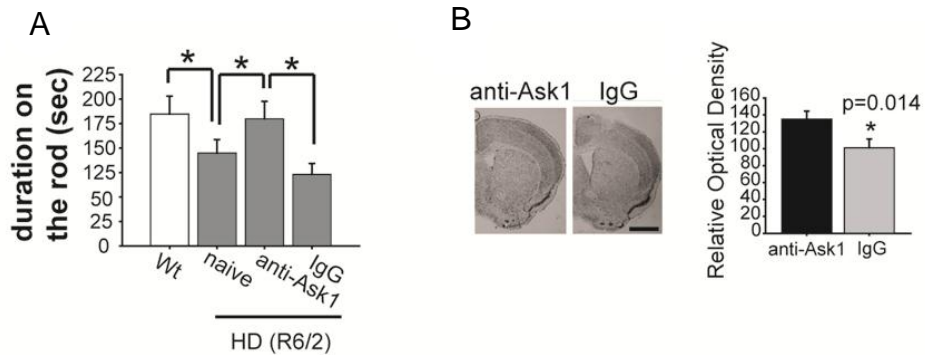 A
duration on
the rod (sec)
225
200
175
150
125
50
25
0
* * *
Wt
naive
anti-Ask1
IgG
HD (R6/2)
B
anti-Ask1 IgG
Relative Optical Density
160
140
120
100
80
60
40
20
0
p=0.014
*
anti-Ask1 IgG